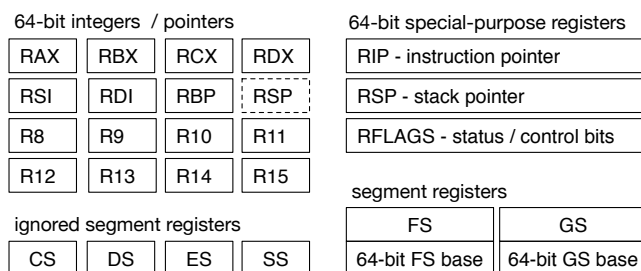 64-bit integers / pointers
RAX RBX RCX RDX
RSI RDI RBP RSP
R8 R9 R10 R11
R12 R13 R14 R15
ignored segment registers
CS DS ES SS
64-bit special-purpose registers
RIP - instruction pointer
RSP - stack pointer
RFLAGS - status / control bits
segment registers
FS GS
64-bit FS base 64-bit GS base